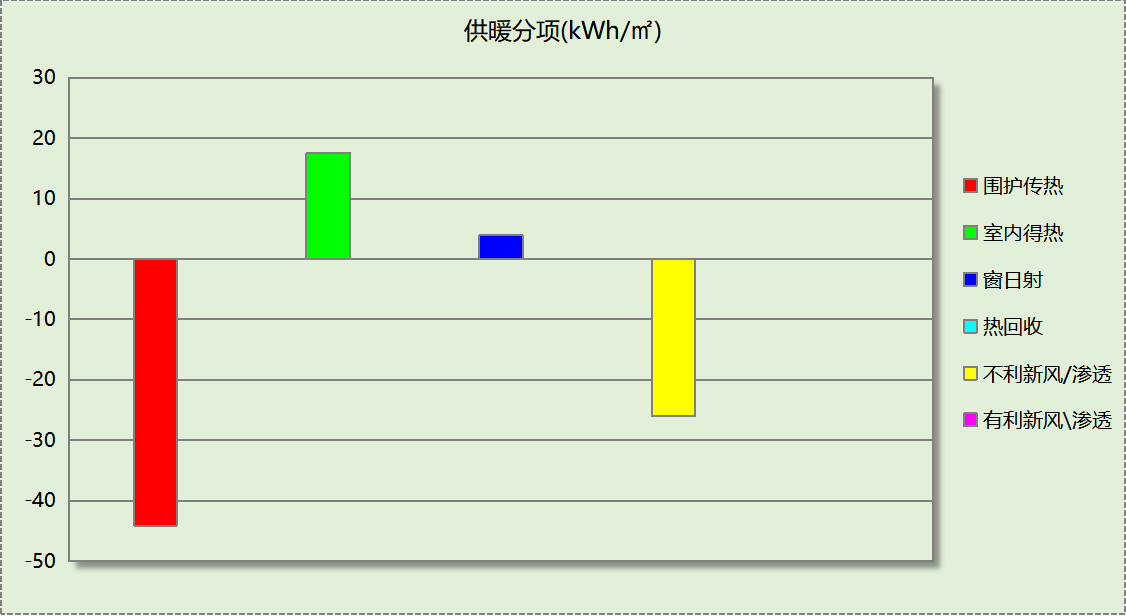 供暖分项(kWh/㎡)
30
20
10
0
-10
-20
-30
-40
-50
围护传热
室内得热
窗日射
热回收
不利新风/渗透
有利新风\渗透